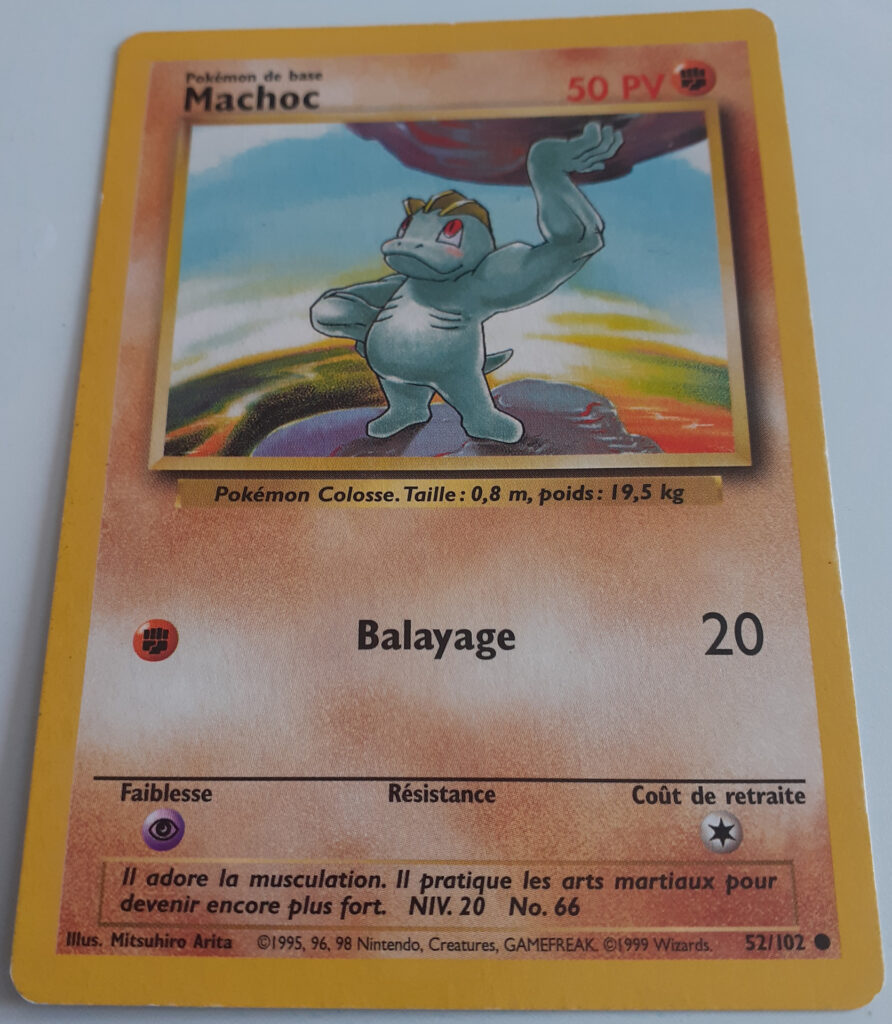 Pokémon de base
Machoc
50 PV
Pokémon Colosse. Taille : 0,8 m, poids : 19,5 kg
Balayage 20
Faiblesse Résistance Coût de retraite
Il adore la musculation. Il pratique les arts martiaux pour
devenir encore plus fort. NIV. 20 No. 66
Illus. Mitsuhiro Arita ©1995, 96, 98 Nintendo, Creatures, GAMEFREAK. ©1999 Wizards. 52/102